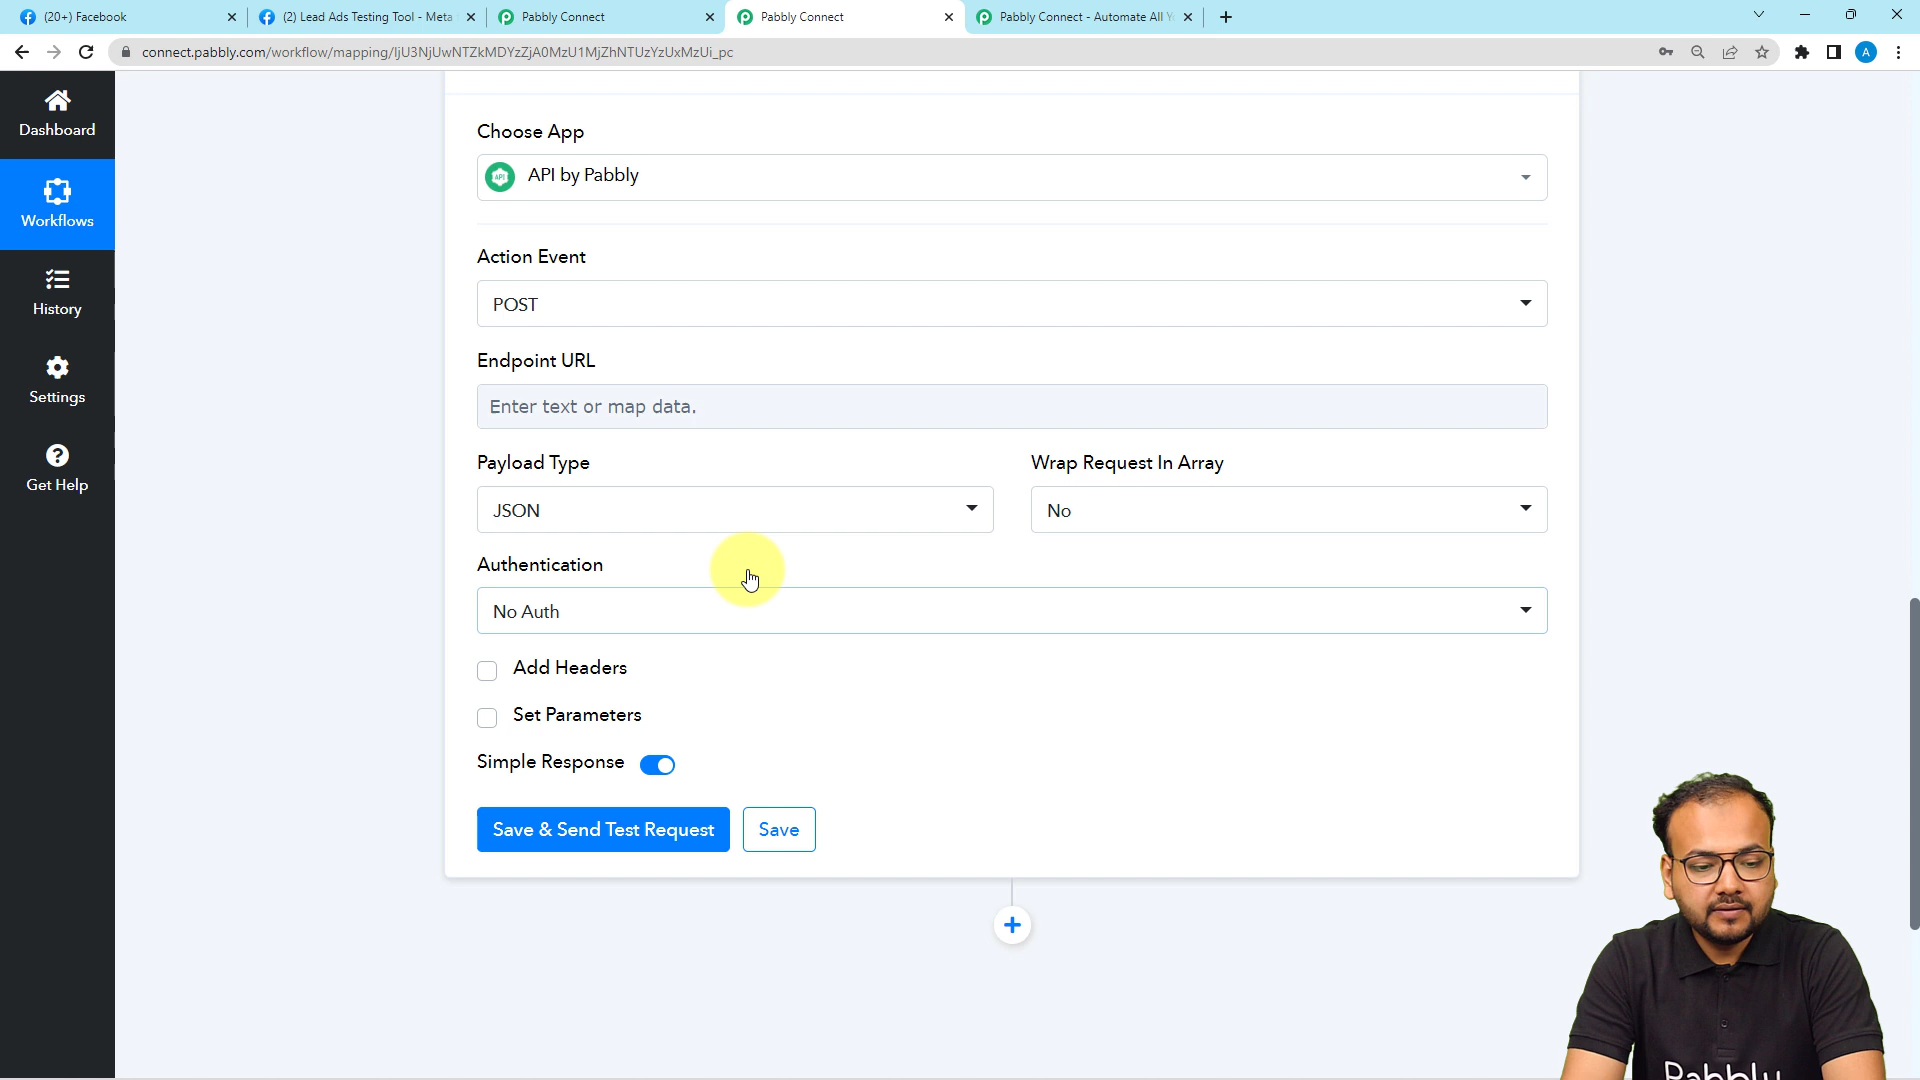 (20+) Facebook
(2) Lead Ads Testing Tool - Meta
Pabbly Connect
Pabbly Connect
Pabbly Connect - Automate All Y
connect.pabbly.com/workflow/mapping/IjU3NjUwNTZkMDYzZjA0MzU1MjZhNTUzYzUxMzUi_pc
A
Dashboard
Workflows
History
Settings
Get Help
Choose App
API
API by Pabbly
Action Event
POST
Endpoint URL
Enter text or map data.
Payload Type
Wrap Request In Array
JSON
No
Authentication
No Auth
Add Headers
Set Parameters
Simple Response
Save & Send Test Request
Save
Pabbly